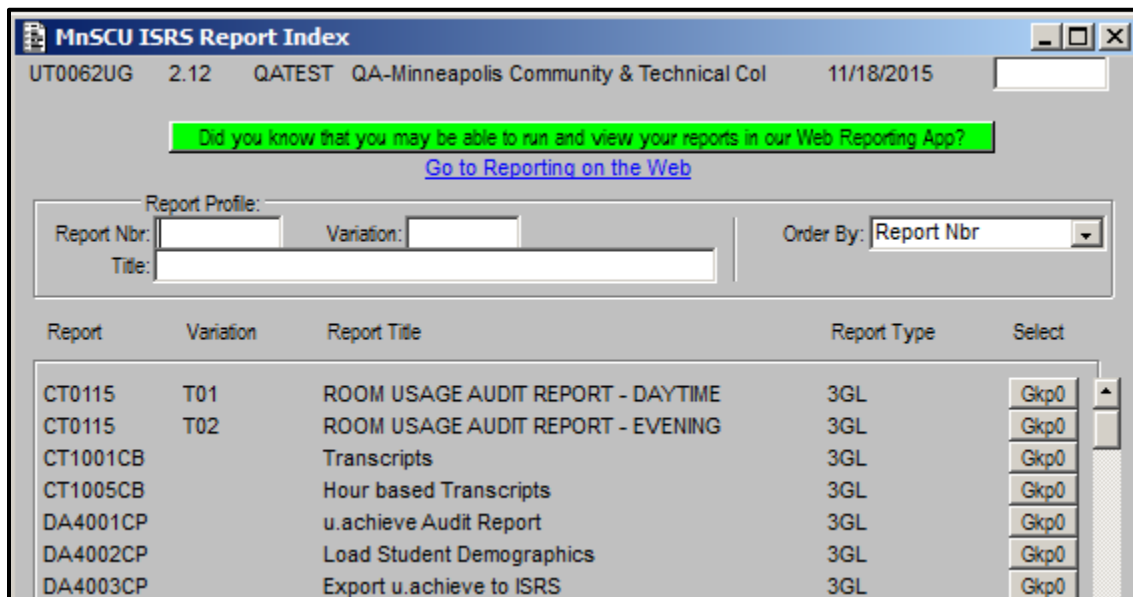 MnSCU ISRS Report Index
UT0062UG 2.12 QATEST QA-Minneapolis Community & Technical Col 11/18/2015
Did you know that you may be able to run and view your reports in our Web Reporting App?
Go to Reporting on the Web
Report Profile:
Report Nbr: Variation: Order By: Report Nbr
Title:
Report Variation Report Title Report Type Select
CT0115 T01 ROOM USAGE AUDIT REPORT - DAYTIME 3GL Gkp0
CT0115 T02 ROOM USAGE AUDIT REPORT - EVENING 3GL Gkp0
CT1001CB Transcripts 3GL Gkp0
CT1005CB Hour based Transcripts 3GL Gkp0
DA4001CP u.achieve Audit Report 3GL Gkp0
DA4002CP Load Student Demographics 3GL Gkp0
DA4003CP Export u.achieve to ISRS 3GL Gkp0